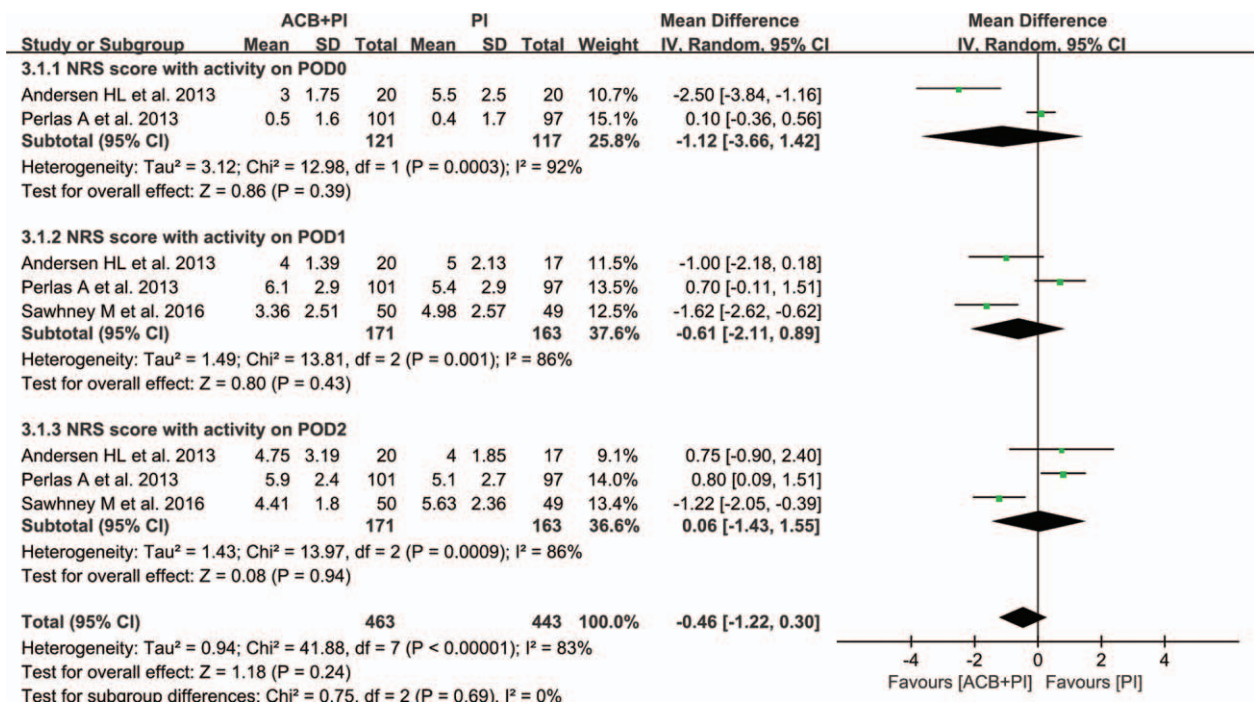 ACB+PI PI Mean Difference Mean Difference
Study or Subgroup Mean SD Total Mean SD Total Weight IV. Random. 95% CI IV. Random. 95% CI
3.1.1 NRS score with activity on POD0
Andersen HL et al. 2013 3 1.75 20 5.5 2.5 20 10.7% -2.50 [-3.84, -1.16]
Perlas A et al. 2013 0.5 1.6 101 0.4 1.7 97 15.1% 0.10 [-0.36, 0.56]
Subtotal (95% CI) 121 117 25.8% -1.12 [-3.66, 1.42]
Heterogeneity: Tau² = 3.12; Chi² = 12.98, df = 1 (P = 0.0003); I² = 92%
Test for overall effect: Z = 0.86 (P = 0.39)
3.1.2 NRS score with activity on POD1
Andersen HL et al. 2013 4 1.39 20 5 2.13 17 11.5% -1.00 [-2.18, 0.18]
Perlas A et al. 2013 6.1 2.9 101 5.4 2.9 97 13.5% 0.70 [-0.11, 1.51]
Sawhney M et al. 2016 3.36 2.51 50 4.98 2.57 49 12.5% -1.62 [-2.62, -0.62]
Subtotal (95% CI) 171 163 37.6% -0.61 [-2.11, 0.89]
Heterogeneity: Tau² = 1.49; Chi² = 13.81, df = 2 (P = 0.001); I² = 86%
Test for overall effect: Z = 0.80 (P = 0.43)
3.1.3 NRS score with activity on POD2
Andersen HL et al. 2013 4.75 3.19 20 4 1.85 17 9.1% 0.75 [-0.90, 2.40]
Perlas A et al. 2013 5.9 2.4 101 5.1 2.7 97 14.0% 0.80 [0.09, 1.51]
Sawhney M et al. 2016 4.41 1.8 50 5.63 2.36 49 13.4% -1.22 [-2.05, -0.39]
Subtotal (95% CI) 171 163 36.6% 0.06 [-1.43, 1.55]
Heterogeneity: Tau² = 1.43; Chi² = 13.97, df = 2 (P = 0.0009); I² = 86%
Test for overall effect: Z = 0.08 (P = 0.94)
Total (95% CI) 463 443 100.0% -0.46 [-1.22, 0.30]
Heterogeneity: Tau² = 0.94; Chi² = 41.88, df = 7 (P < 0.00001); I² = 83%
Test for overall effect: Z = 1.18 (P = 0.24)
Test for subgroup differences: Chi² = 0.75, df = 2 (P = 0.69), I² = 0%
-4 -2 0 2 4
Favours [ACB+PI] Favours [PI]